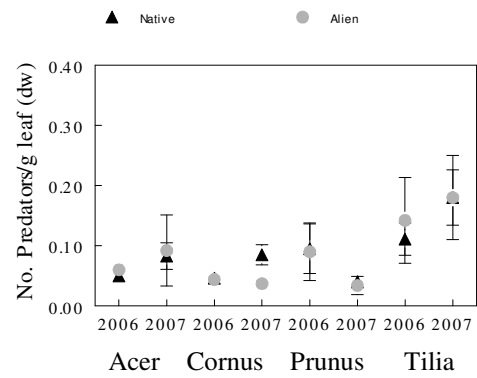 Native Alien
No. Predators/g leaf (dw)
0.40
0.30
0.20
0.10
0.00
2006 2007 2006 2007 2006 2007 2006 2007
Acer Cornus Prunus Tilia